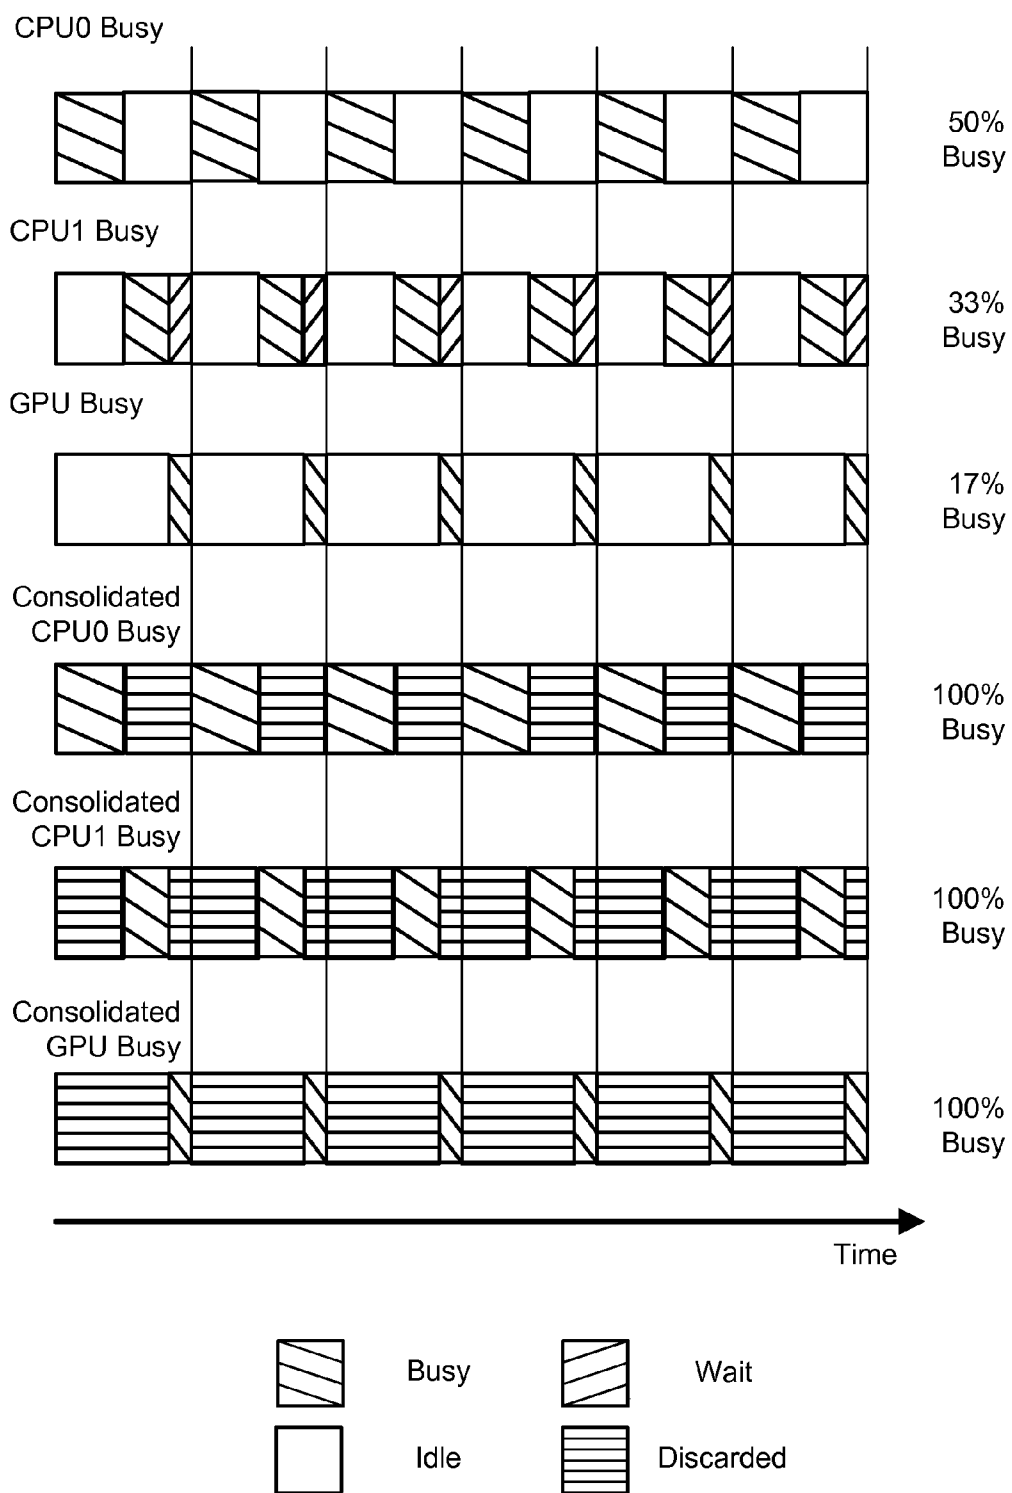 CPU0 Busy
50%
Busy
CPU1 Busy
33%
Busy
GPU Busy
17%
Busy
Consolidated
CPU0 Busy
100%
Busy
Consolidated
CPU1 Busy
100%
Busy
Consolidated
GPU Busy
100%
Busy
Time
Busy
Wait
Idle
Discarded